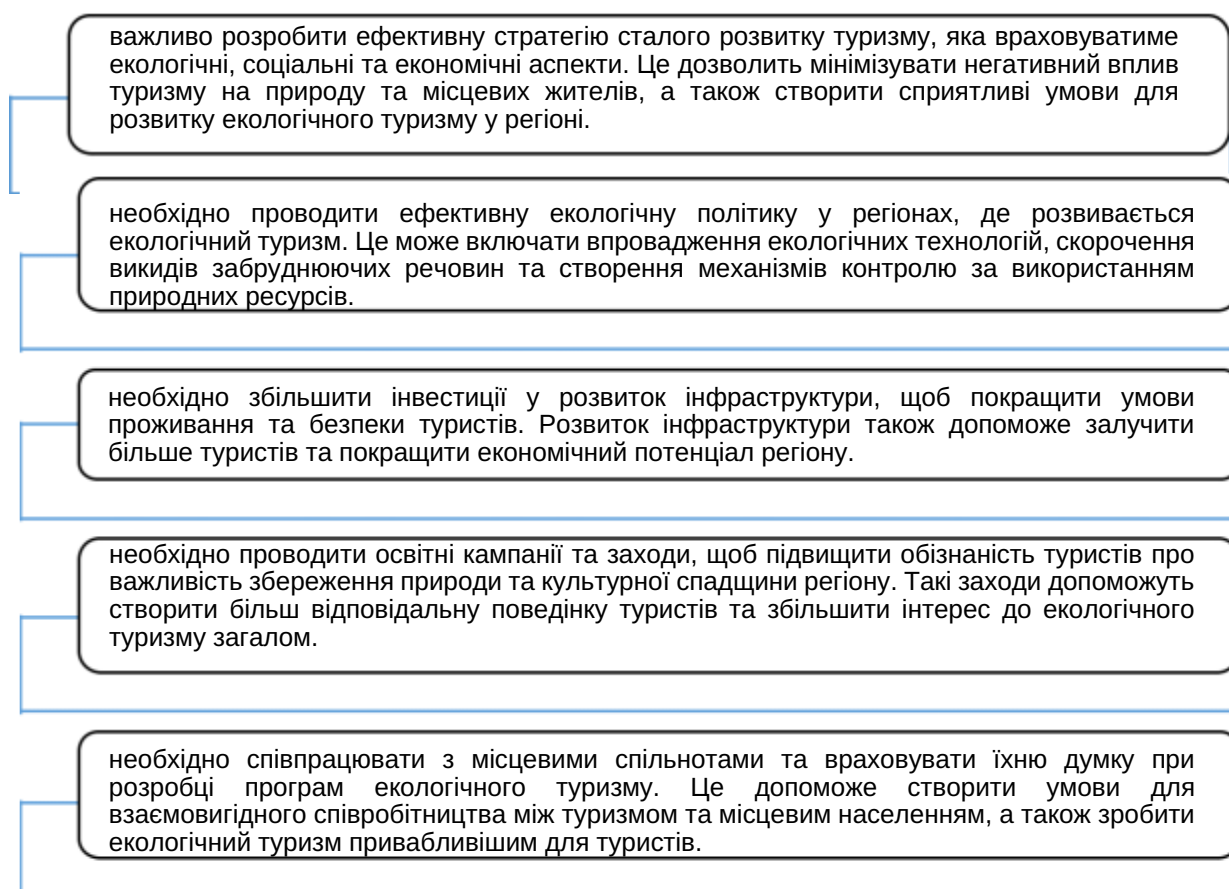 важливо розробити ефективну стратегію сталого розвитку туризму, яка враховуватиме
екологічні, соціальні та економічні аспекти. Це дозволить мінімізувати негативний вплив
туризму на природу та місцевих жителів, а також створити сприятливі умови для
розвитку екологічного туризму у регіоні.
необхідно проводити ефективну екологічну політику у регіонах, де розвивається
екологічний туризм. Це може включати впровадження екологічних технологій, скорочення
викидів забруднюючих речовин та створення механізмів контролю за використанням
природних ресурсів.
необхідно збільшити інвестиції у розвиток інфраструктури, щоб покращити умови
проживання та безпеки туристів. Розвиток інфраструктури також допоможе залучити
більше туристів та покращити економічний потенціал регіону.
необхідно проводити освітні кампанії та заходи, щоб підвищити обізнаність туристів про
важливість збереження природи та культурної спадщини регіону. Такі заходи допоможуть
створити більш відповідальну поведінку туристів та збільшити інтерес до екологічного
туризму загалом.
необхідно співпрацювати з місцевими спільнотами та враховувати їхню думку при
розробці програм екологічного туризму. Це допоможе створити умови для
взаємовигідного співробітництва між туризмом та місцевим населенням, а також зробити
екологічний туризм привабливішим для туристів.